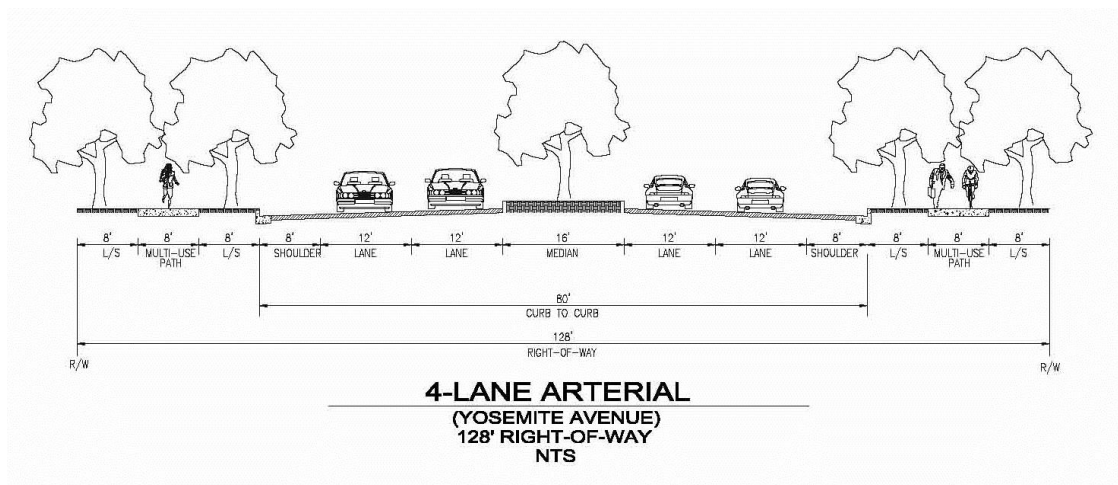 8' 8' 8' 8' 12' 12' 16' 12' 12' 8' 8' 8' 8'
L/S MULTI-USE L/S SHOULDER LANE LANE MEDIAN LANE LANE SHOULDER L/S MULTI-USE L/S
PATH PATH
80'
CURB TO CURB
128'
RIGHT-OF-WAY
R/W R/W
4-LANE ARTERIAL
(YOSEMITE AVENUE)
128' RIGHT-OF-WAY
NTS